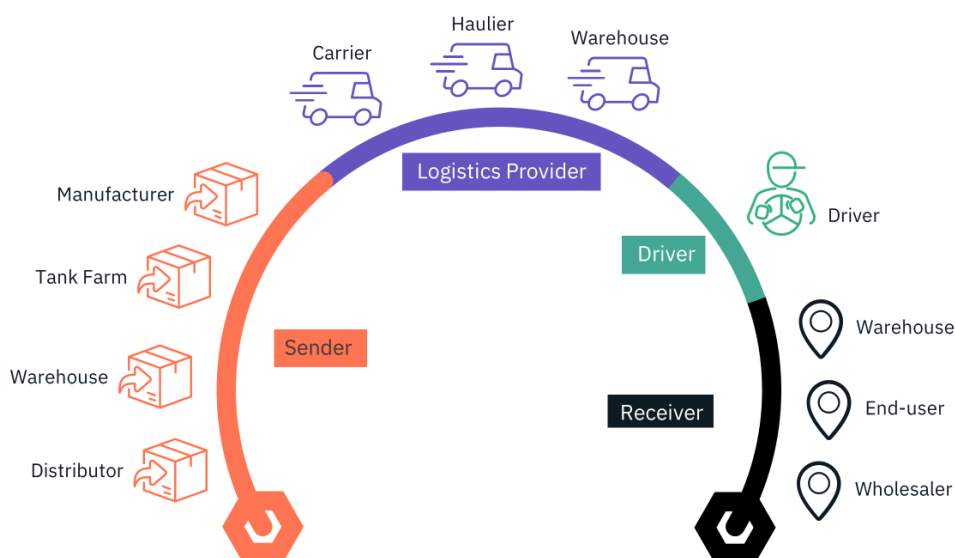 Haulier
Carrier
Warehouse
Logistics Provider
Manufacturer
Driver
Driver
Tank Farm
Warehouse
Sender
Warehouse
End-user
Receiver
Distributor
Wholesaler